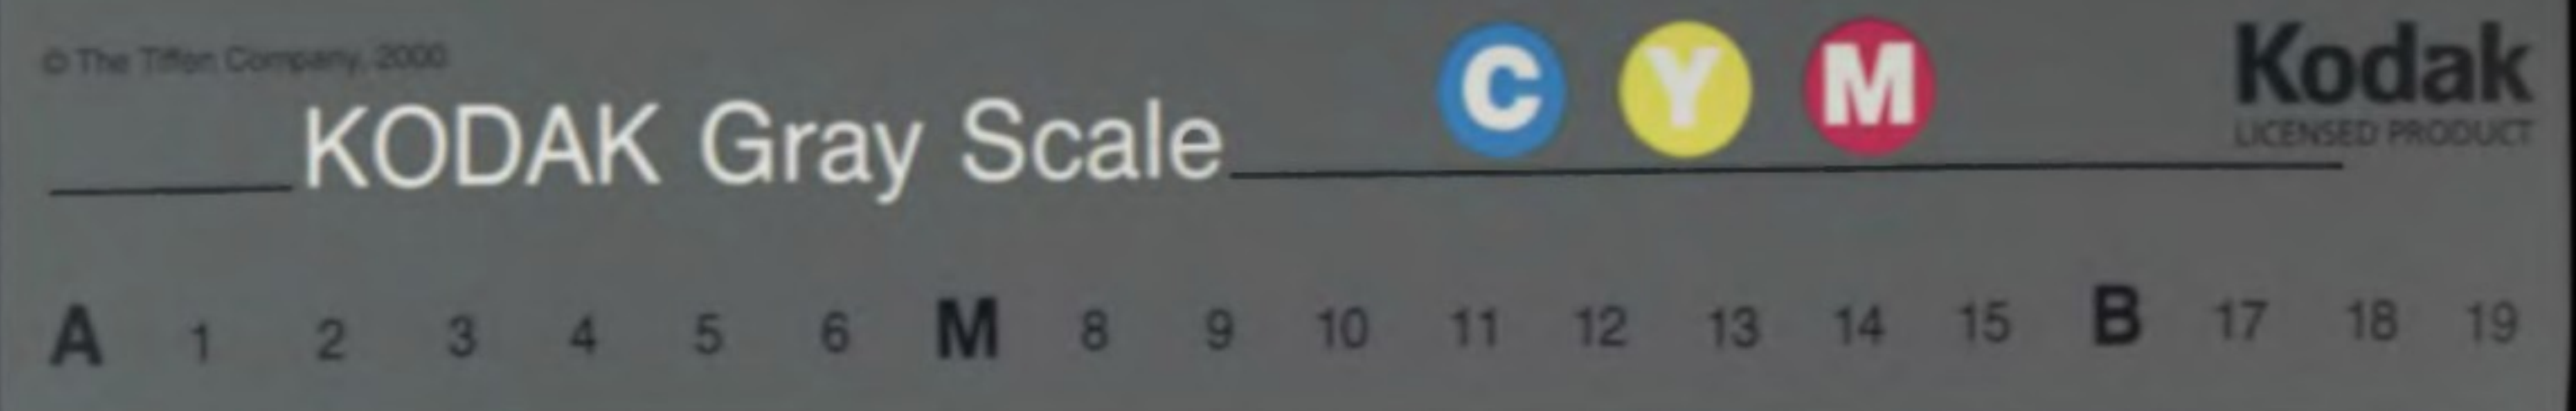 © The Tiffen Company, 2000
KODAK Gray Scale
C Y M
Kodak
LICENSED PRODUCT
A 1 2 3 4 5 6 M 8 9 10 11 12 13 14 15 B 17 18 19